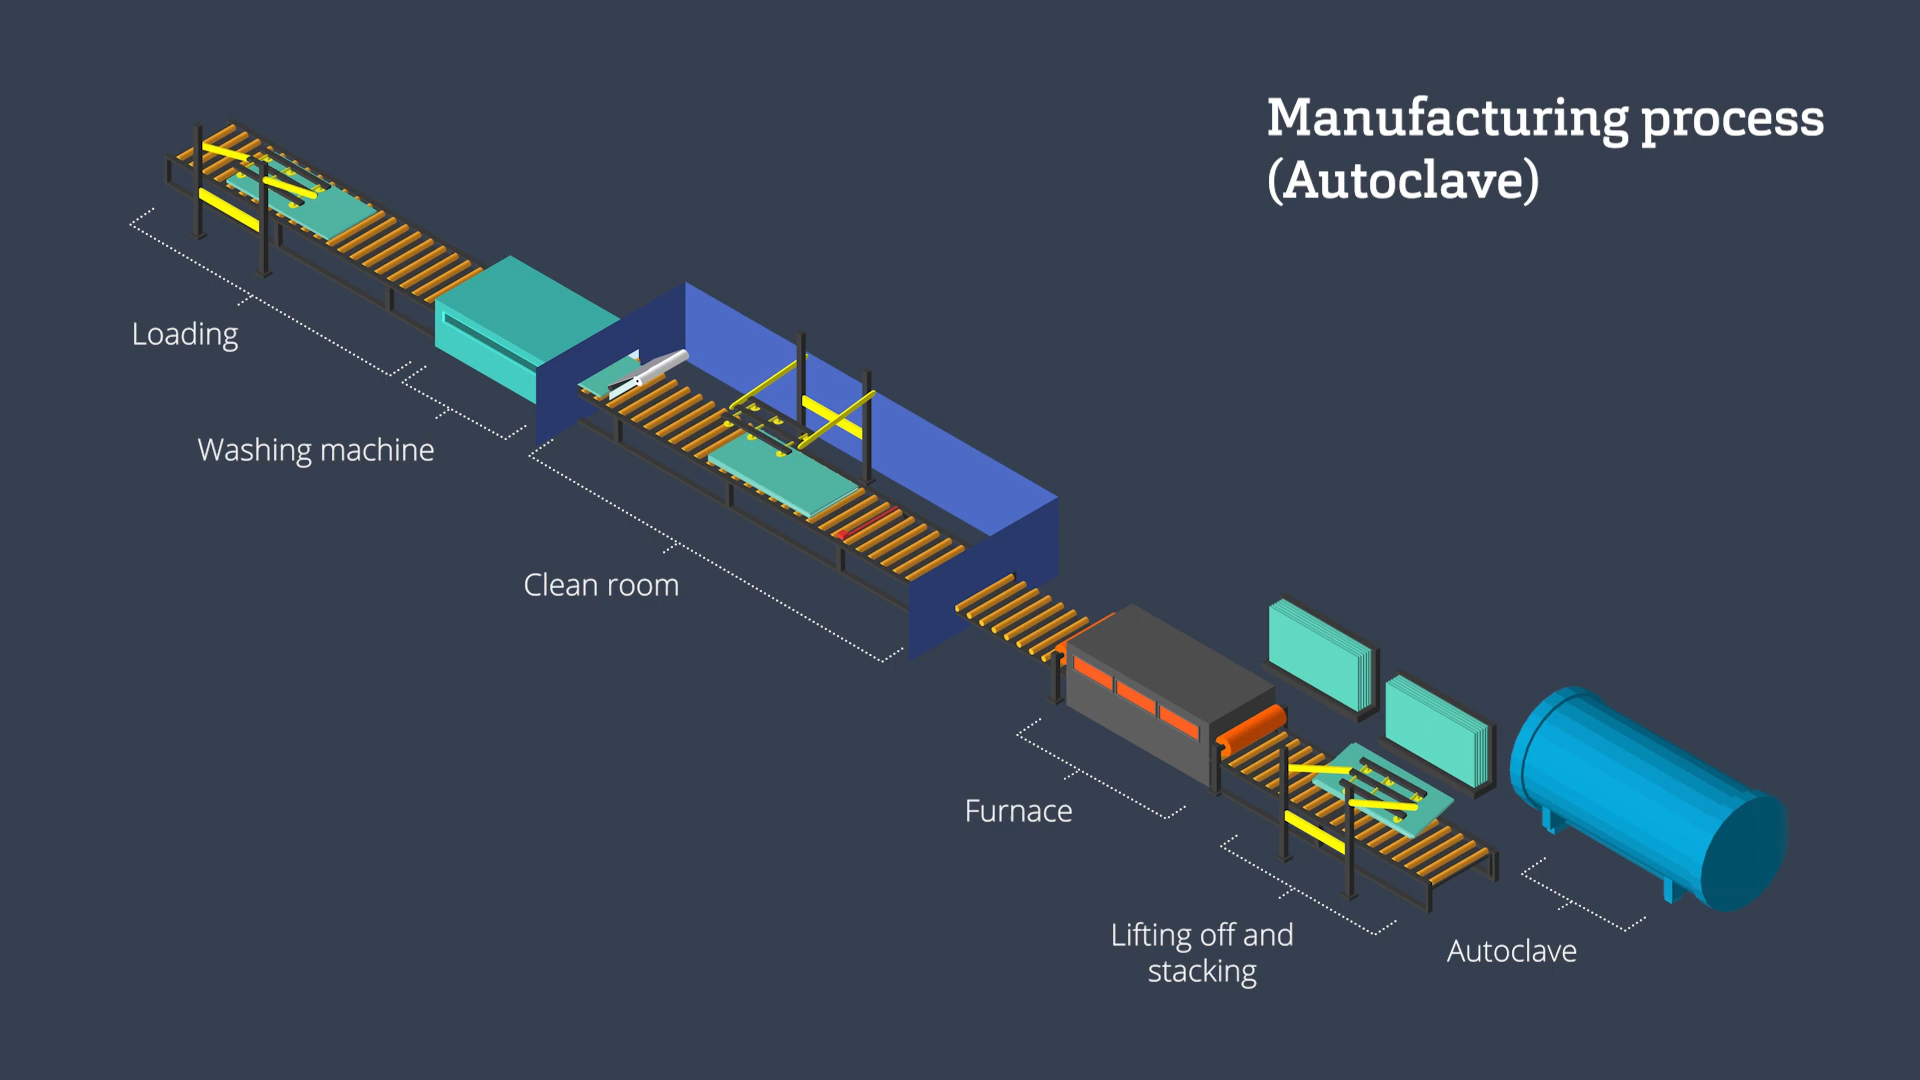 Manufacturing process
(Autoclave)
Loading
Washing machine
Clean room
Furnace
Lifting off and
stacking
Autoclave